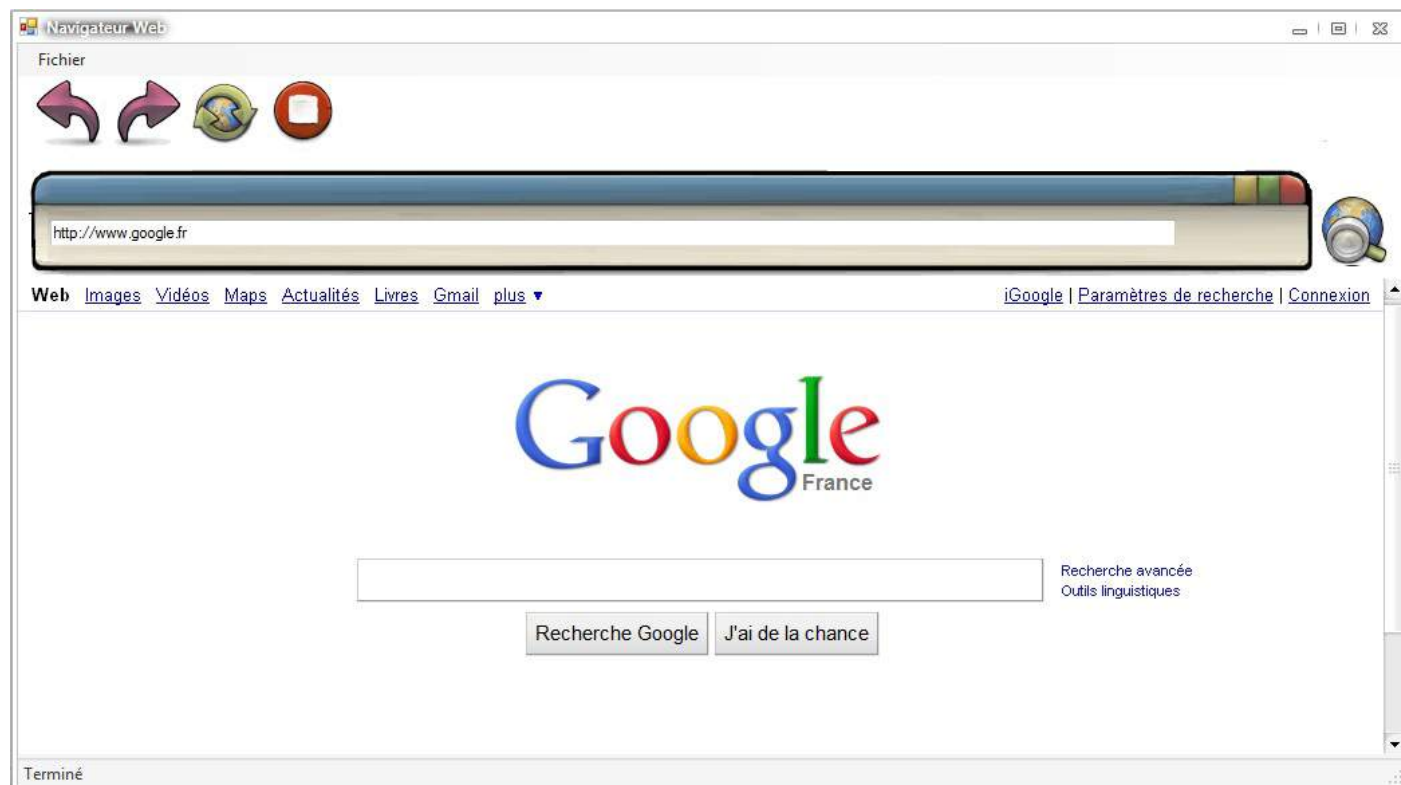 Navigateur Web
Fichier
http://www.google.fr
Web Images Vidéos Maps Actualités Livres Gmail plus ▼ iGoogle | Paramètres de recherche | Connexion
Google
France
Recherche avancée
Outils linguistiques
Recherche Google J'ai de la chance
Terminé